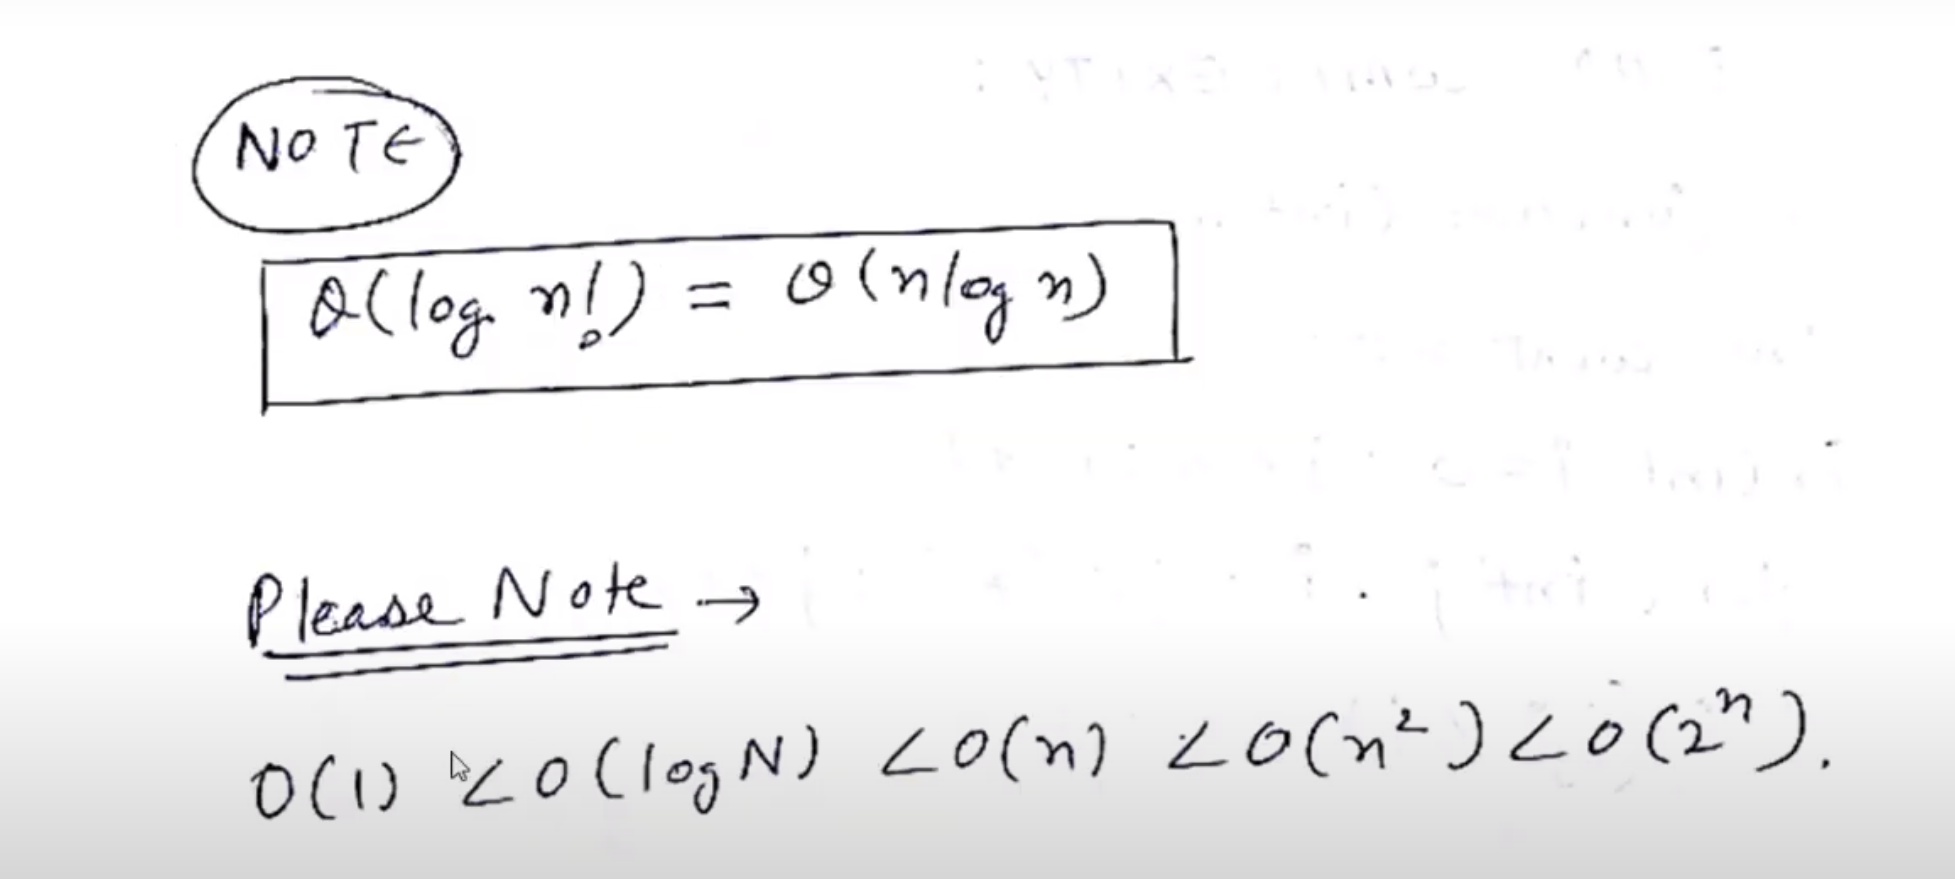 NOTE
O(log n!) = O(n log n)
Please Note →
O(1) < O(log N) < O(n) < O(n²) < O(2ⁿ).